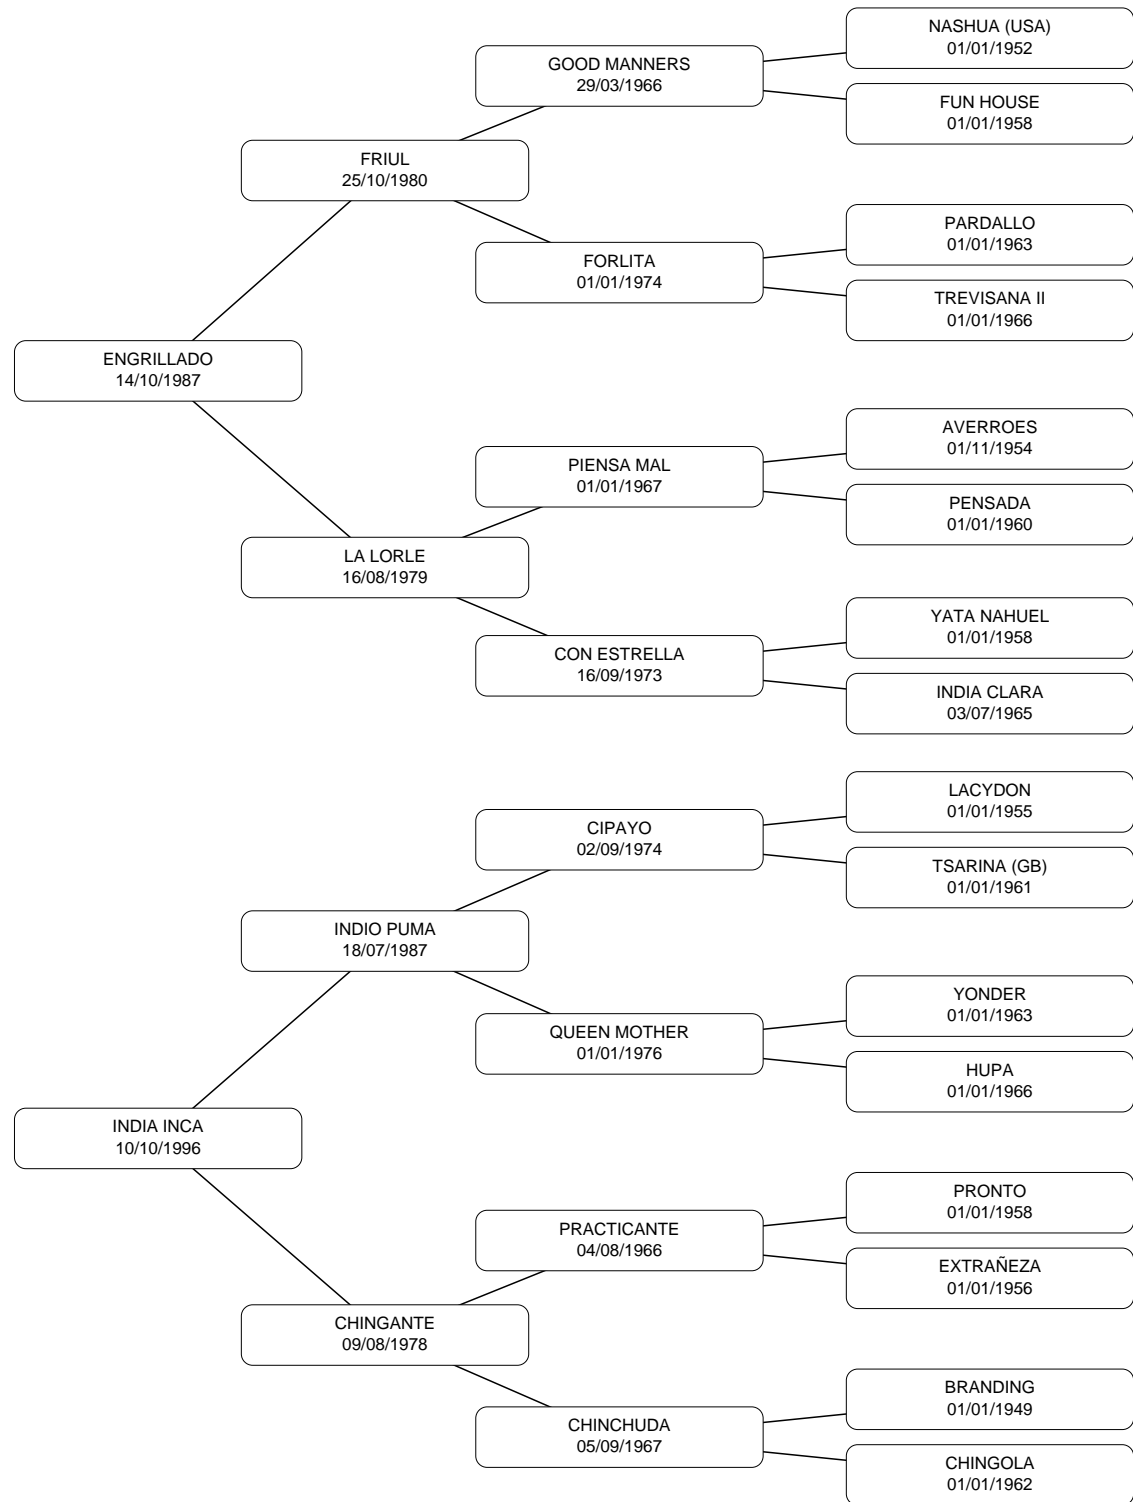 NASHUA (USA)
01/01/1952
GOOD MANNERS
29/03/1966
FUN HOUSE
01/01/1958
FRIUL
25/10/1980
PARDALLO
01/01/1963
FORLITA
01/01/1974
TREVISANA II
01/01/1966
ENGRILLADO
14/10/1987
AVERROES
01/11/1954
PIENSA MAL
01/01/1967
PENSADA
01/01/1960
LA LORLE
16/08/1979
YATA NAHUEL
01/01/1958
CON ESTRELLA
16/09/1973
INDIA CLARA
03/07/1965
LACYDON
01/01/1955
CIPAYO
02/09/1974
TSARINA (GB)
01/01/1961
INDIO PUMA
18/07/1987
YONDER
01/01/1963
QUEEN MOTHER
01/01/1976
HUPA
01/01/1966
INDIA INCA
10/10/1996
PRONTO
01/01/1958
PRACTICANTE
04/08/1966
EXTRAÑEZA
01/01/1956
CHINGANTE
09/08/1978
BRANDING
01/01/1949
CHINCHUDA
05/09/1967
CHINGOLA
01/01/1962